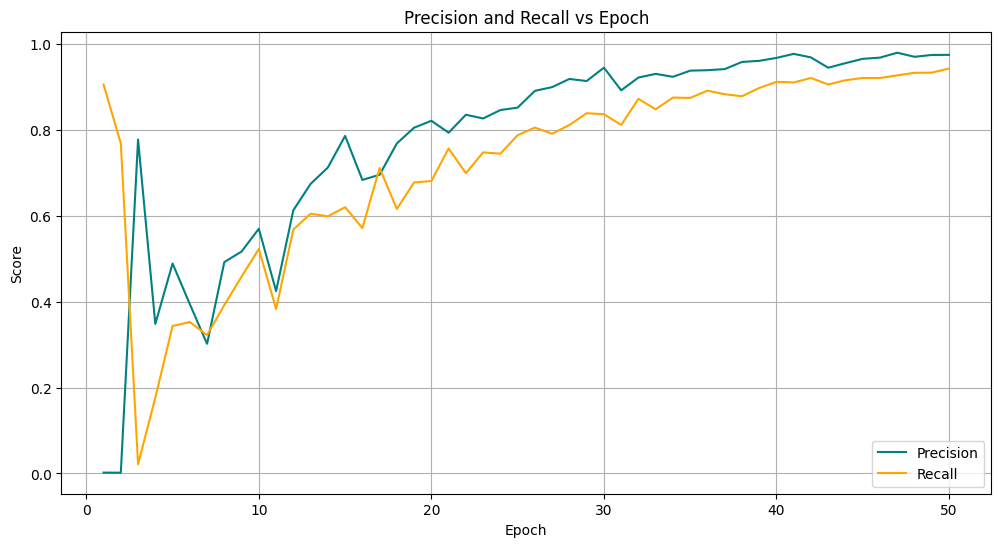 Precision and Recall vs Epoch
Score
1.0
0.8
0.6
0.4
0.2
0.0
0 10 20 30 40 50
Epoch
Precision
Recall